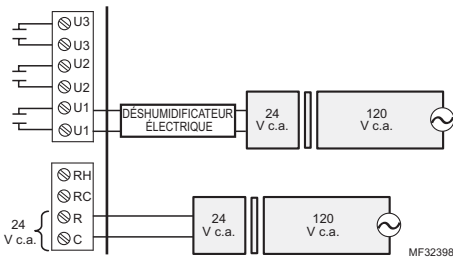 U3
U3
U2
U2
U1
U1
DÉSHUMIDIFICATEUR
ÉLECTRIQUE
24
V c.a.
120
V c.a.
RH
RC
R
C
24
V c.a.
24
V c.a.
120
V c.a.
MF32398